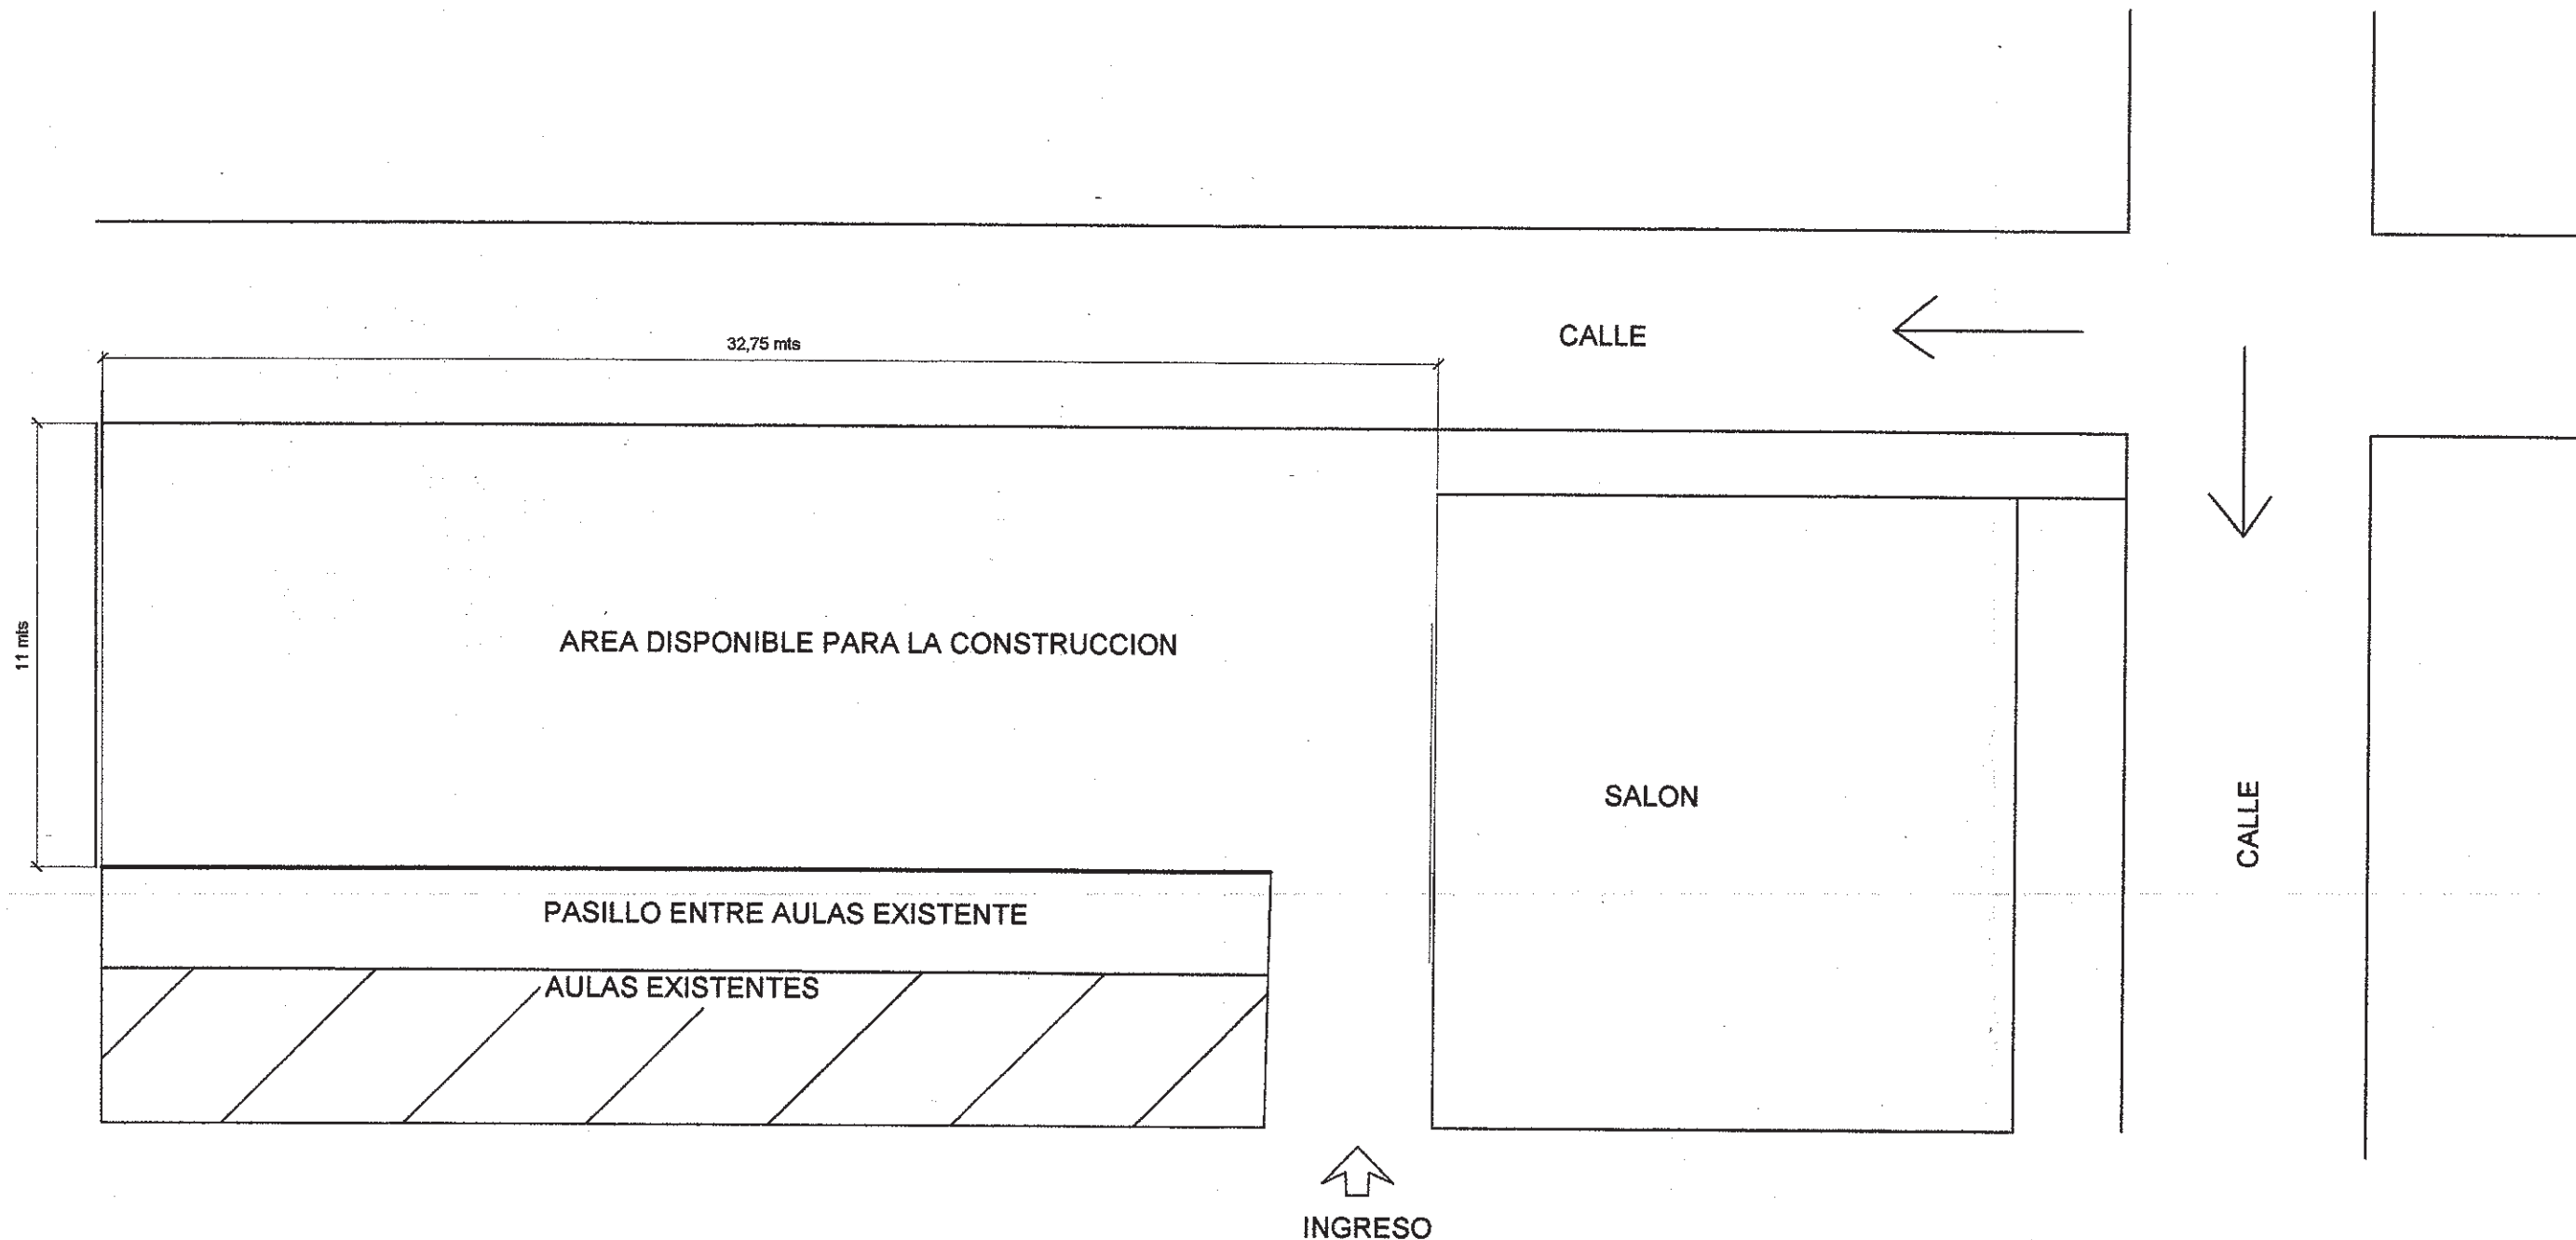 CALLE
32,75 mts
11 mts
AREA DISPONIBLE PARA LA CONSTRUCCION
SALON
CALLE
PASILLO ENTRE AULAS EXISTENTE
AULAS EXISTENTES
INGRESO